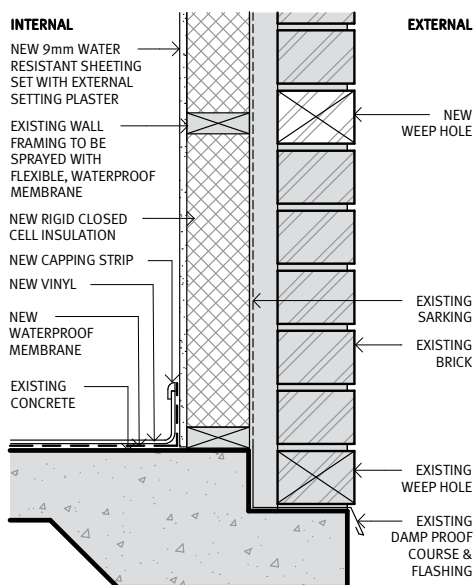 INTERNAL
NEW 9mm WATER
RESISTANT SHEETING
SET WITH EXTERNAL
SETTING PLASTER
EXISTING WALL
FRAMING TO BE
SPRAYED WITH
FLEXIBLE, WATERPROOF
MEMBRANE
NEW RIGID CLOSED
CELL INSULATION
NEW CAPPING STRIP
NEW VINYL
NEW
WATERPROOF
MEMBRANE
EXISTING
CONCRETE
EXTERNAL
NEW
WEEP HOLE
EXISTING
SARKING
EXISTING
BRICK
EXISTING
WEEP HOLE
EXISTING
DAMP PROOF
COURSE &
FLASHING